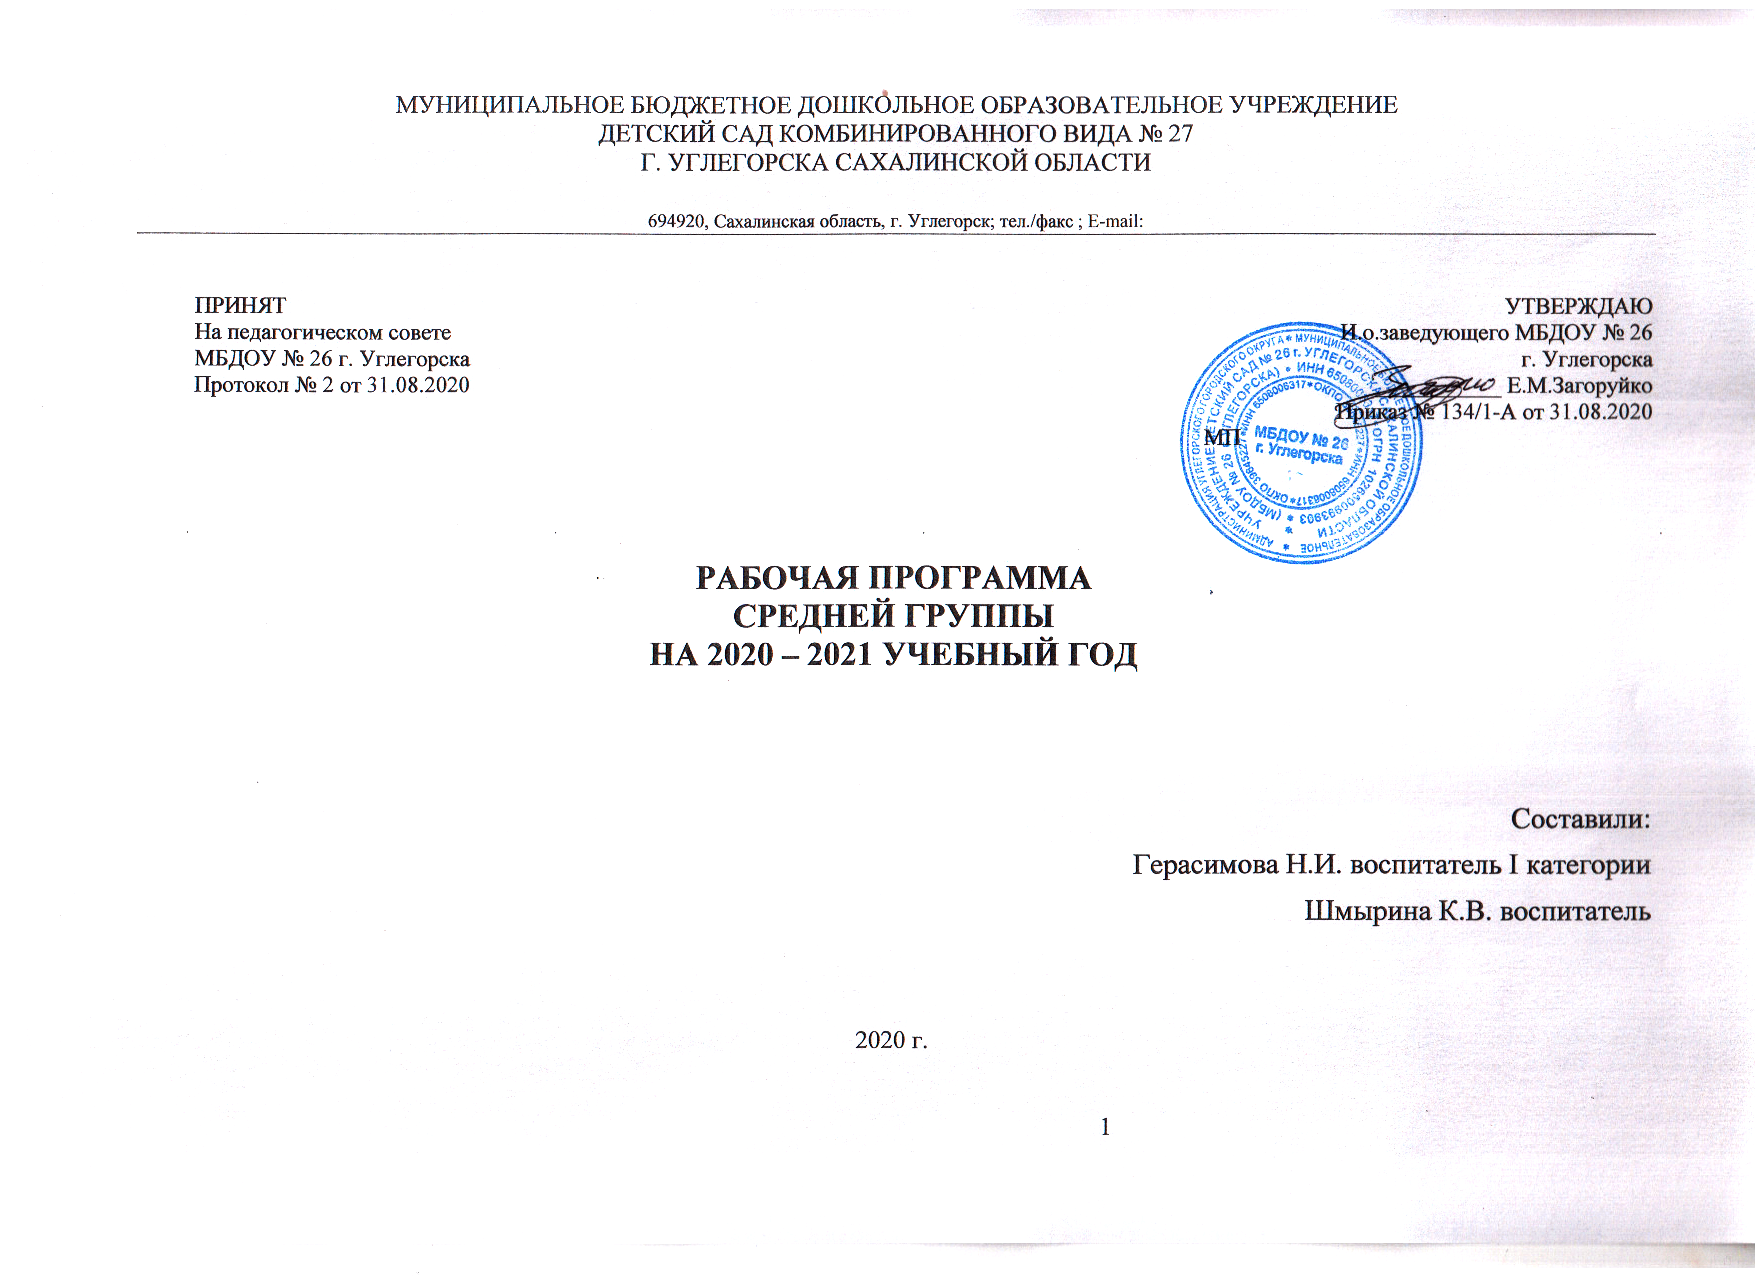 МУНИЦИПАЛЬНОЕ БЮДЖЕТНОЕ ДОШКОЛЬНОЕ ОБРАЗОВАТЕЛЬНОЕ УЧРЕЖДЕНИЕ
ДЕТСКИЙ САД КОМБИНИРОВАННОГО ВИДА № 27
Г. УГЛЕГОРСКА САХАЛИНСКОЙ ОБЛАСТИ
694920, Сахалинская область, г. Углегорск; тел./факс ; E-mail:
ПРИНЯТ
На педагогическом совете
МБДОУ № 26 г. Углегорска
Протокол № 2 от 31.08.2020
УТВЕРЖДАЮ
И.о.заведующего МБДОУ № 26
г. Углегорска
Е.М.Загоруйко
Приказ № 134/1-А от 31.08.2020
МП
МБДОУ № 26
г. Углегорска
РАБОЧАЯ ПРОГРАММА
СРЕДНЕЙ ГРУППЫ
НА 2020 – 2021 УЧЕБНЫЙ ГОД
Составили:
Герасимова Н.И. воспитатель I категории
Шмырина К.В. воспитатель
2020 г.
1